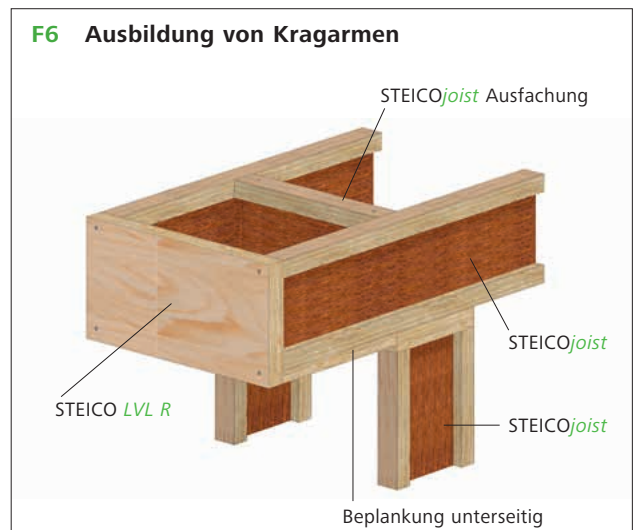 F6 Ausbildung von Kragarmen
STEICOjoist Ausfachung
STEICOjoist
STEICO LVL R
STEICOjoist
Beplankung unterseitig